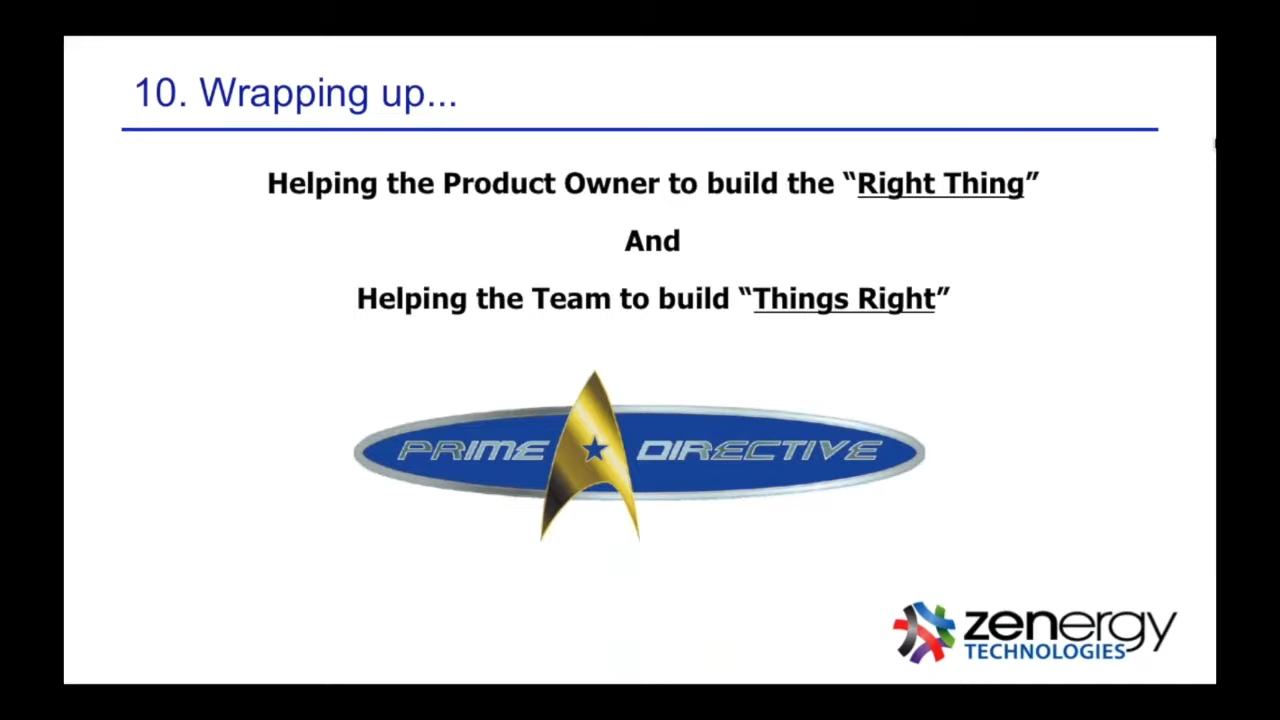 10. Wrapping up...
Helping the Product Owner to build the “Right Thing”
And
Helping the Team to build “Things Right”
PRIME DIRECTIVE
zenergy
TECHNOLOGIES